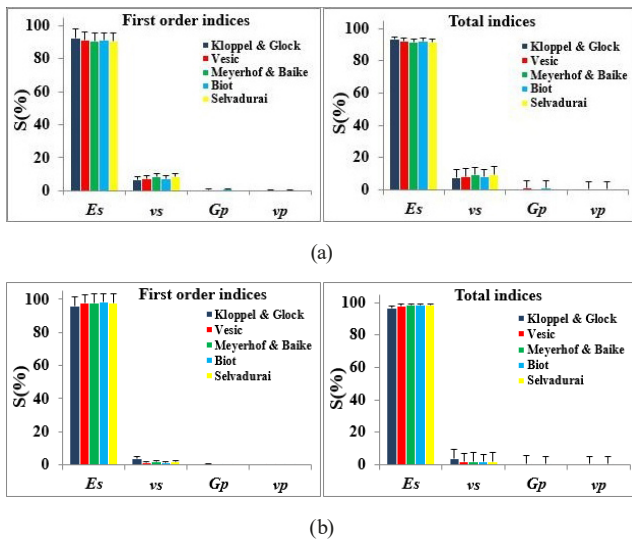 First order indices
100
80
60
40
20
0
S(%)
Kloppel & Glock
Vesic
Meyerhof & Baike
Biot
Selvadurai
Es vs Gp vp
Total indices
100
80
60
40
20
0
S(%)
Kloppel & Glock
Vesic
Meyerhof & Baike
Biot
Selvadurai
Es vs Gp vp
(a)
First order indices
100
80
60
40
20
0
S(%)
Kloppel & Glock
Vesic
Meyerhof & Baike
Biot
Selvadurai
Es vs Gp vp
Total indices
100
80
60
40
20
0
S(%)
Kloppel & Glock
Vesic
Meyerhof & Baike
Biot
Selvadurai
Es vs Gp vp
(b)